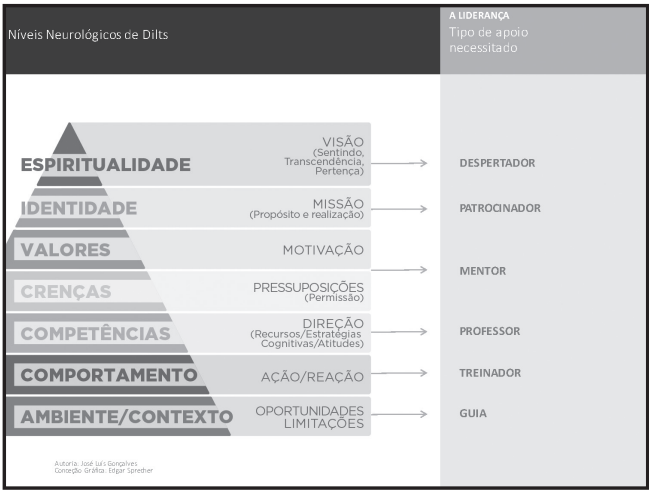 Níveis Neurológicos de Dilts
A LIDERANÇA
Tipo de apoio
necessitado
ESPIRITUALIDADE
VISÃO
(Sentindo,
Transcendência,
Pertença)
DESPERTADOR
IDENTIDADE
MISSÃO
(Propósito e realização)
PATROCINADOR
VALORES
MOTIVAÇÃO
MENTOR
CRENÇAS
PRESSUPOSIÇÕES
(Permissão)
COMPETÊNCIAS
DIREÇÃO
(Recursos/Estratégias
Cognitivas/Atitudes)
PROFESSOR
COMPORTAMENTO
AÇÃO/REAÇÃO
TREINADOR
AMBIENTE/CONTEXTO
OPORTUNIDADES
LIMITAÇÕES
GUIA
Autoria: José Luís Gonçalves
Conceção Gráfica: Edgar Sprecher